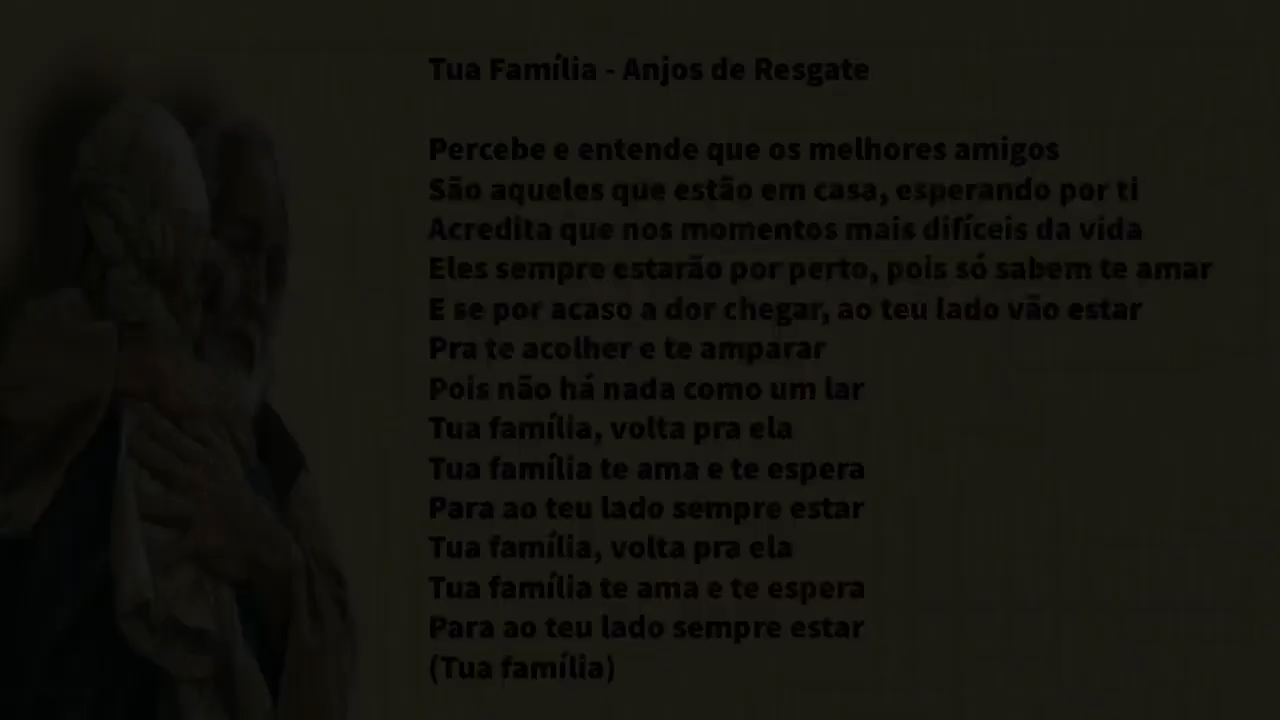 Tua Família - Anjos de Resgate
Percebe e entende que os melhores amigos
São aqueles que estão em casa, esperando por ti
Acredita que nos momentos mais difíceis da vida
Eles sempre estarão por perto, pois só sabem te amar
E se por acaso a dor chegar, ao teu lado vão estar
Pra te acolher e te amparar
Pois não há nada como um lar
Tua família, volta pra ela
Tua família te ama e te espera
Para ao teu lado sempre estar
Tua família, volta pra ela
Tua família te ama e te espera
Para ao teu lado sempre estar
(Tua família)